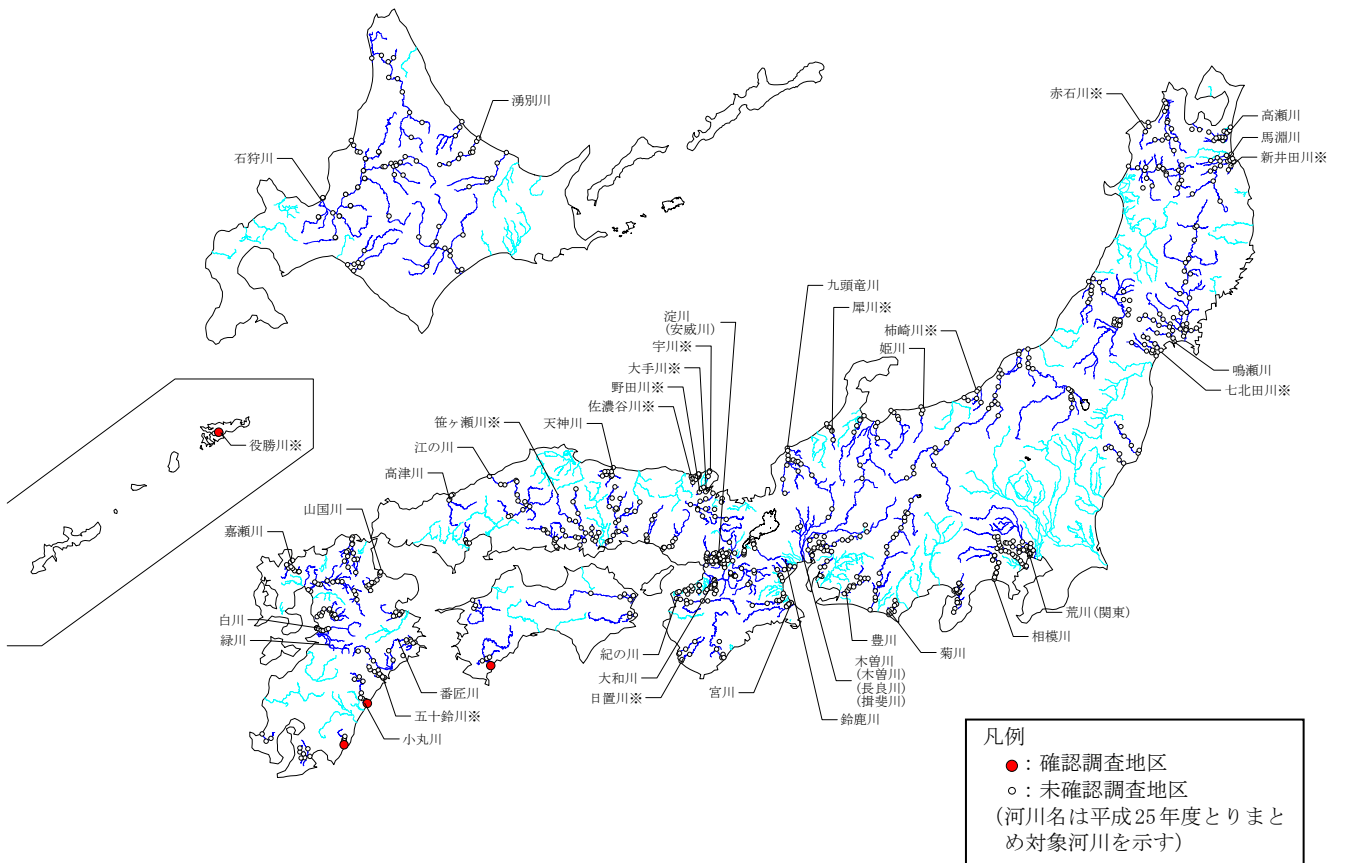 湧別川
石狩川
赤石川※
高瀬川
馬淵川
新井田川※
九頭竜川
犀川※
柿崎川※
姫川
淀川
(安威川)
宇川※
大手川※
野田川※
佐濃谷川※
笹ヶ瀬川※
天神川
江の川
高津川
鳴瀬川
七北田川※
役勝川※
山国川
嘉瀬川
白川
緑川
番匠川
五十鈴川※
小丸川
紀の川
大和川
日置川※
宮川
豊川
菊川
相模川
荒川(関東)
木曽川
(木曽川)
(長良川)
(揖斐川)
鈴鹿川
凡例
●：確認調査地区
○：未確認調査地区
(河川名は平成25年度とりまと
め対象河川を示す)